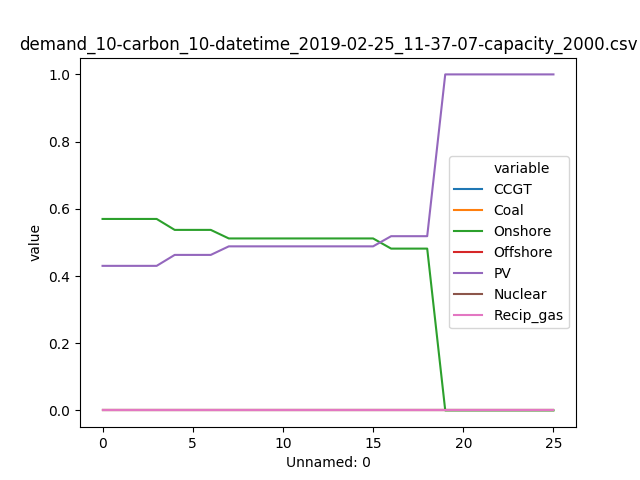 demand_10-carbon_10-datetime_2019-02-25_11-37-07-capacity_2000.csv
1.0
0.8
0.6
0.4
0.2
0.0
value
variable
CCGT
Coal
Onshore
Offshore
PV
Nuclear
Recip_gas
0 5 10 15 20 25
Unnamed: 0